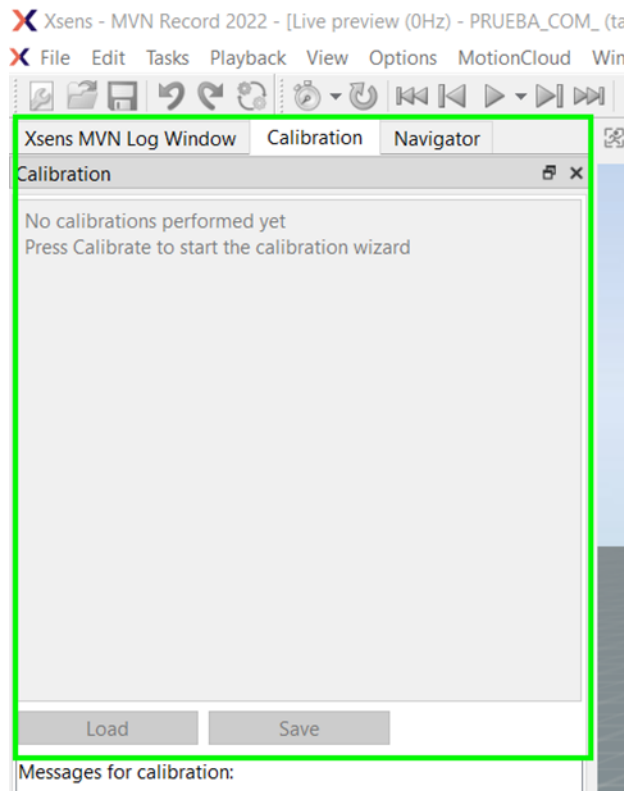 Xsens - MVN Record 2022 - [Live preview (0Hz) - PRUEBA_COM_ (ta
File Edit Tasks Playback View Options MotionCloud Win
Xsens MVN Log Window Calibration Navigator
Calibration
No calibrations performed yet
Press Calibrate to start the calibration wizard
Load Save
Messages for calibration: